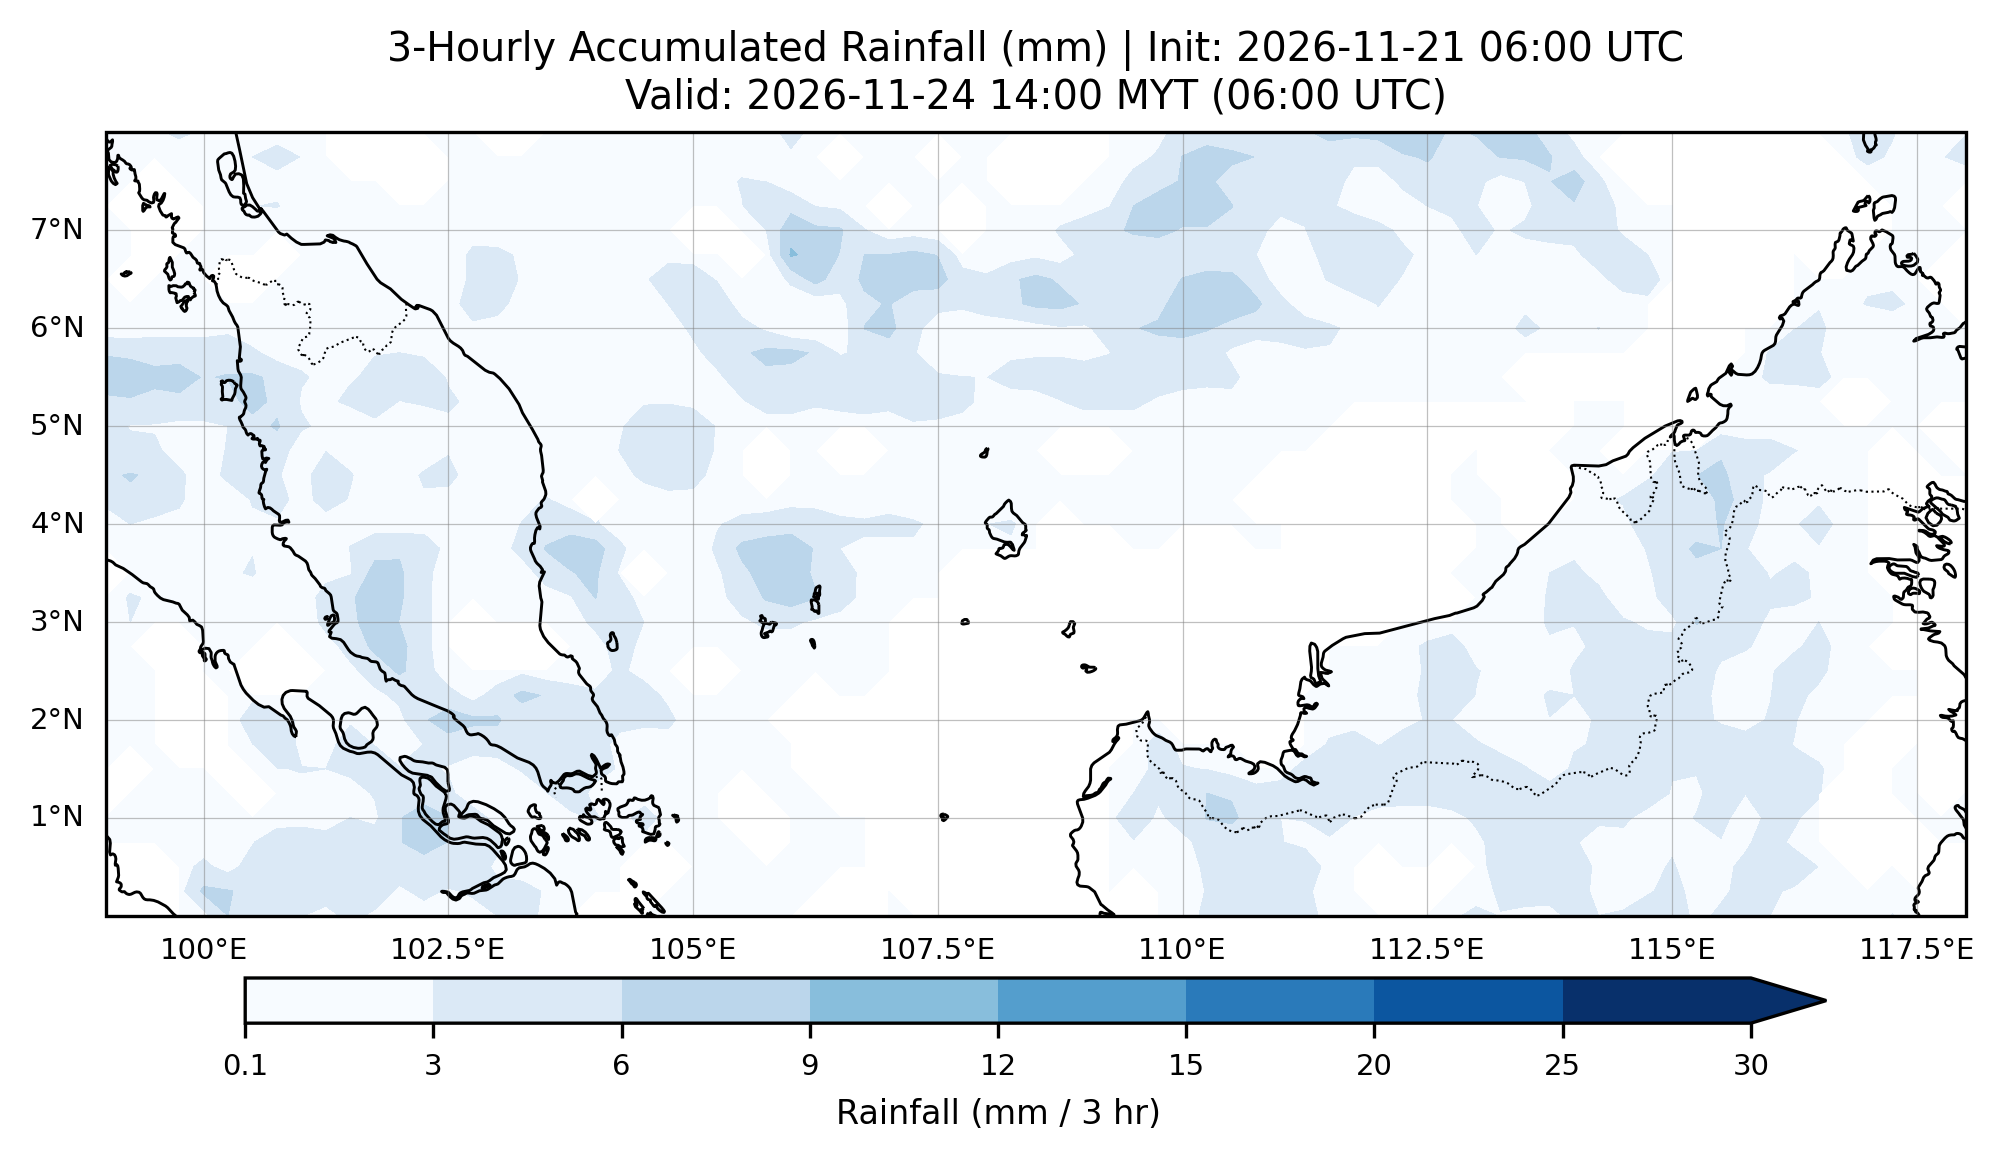 3-Hourly Accumulated Rainfall (mm) | Init: 2026-11-21 06:00 UTC
Valid: 2026-11-24 14:00 MYT (06:00 UTC)
7°N
6°N
5°N
4°N
3°N
2°N
1°N
100°E 102.5°E 105°E 107.5°E 110°E 112.5°E 115°E 117.5°E
0.1 3 6 9 12 15 20 25 30
Rainfall (mm / 3 hr)